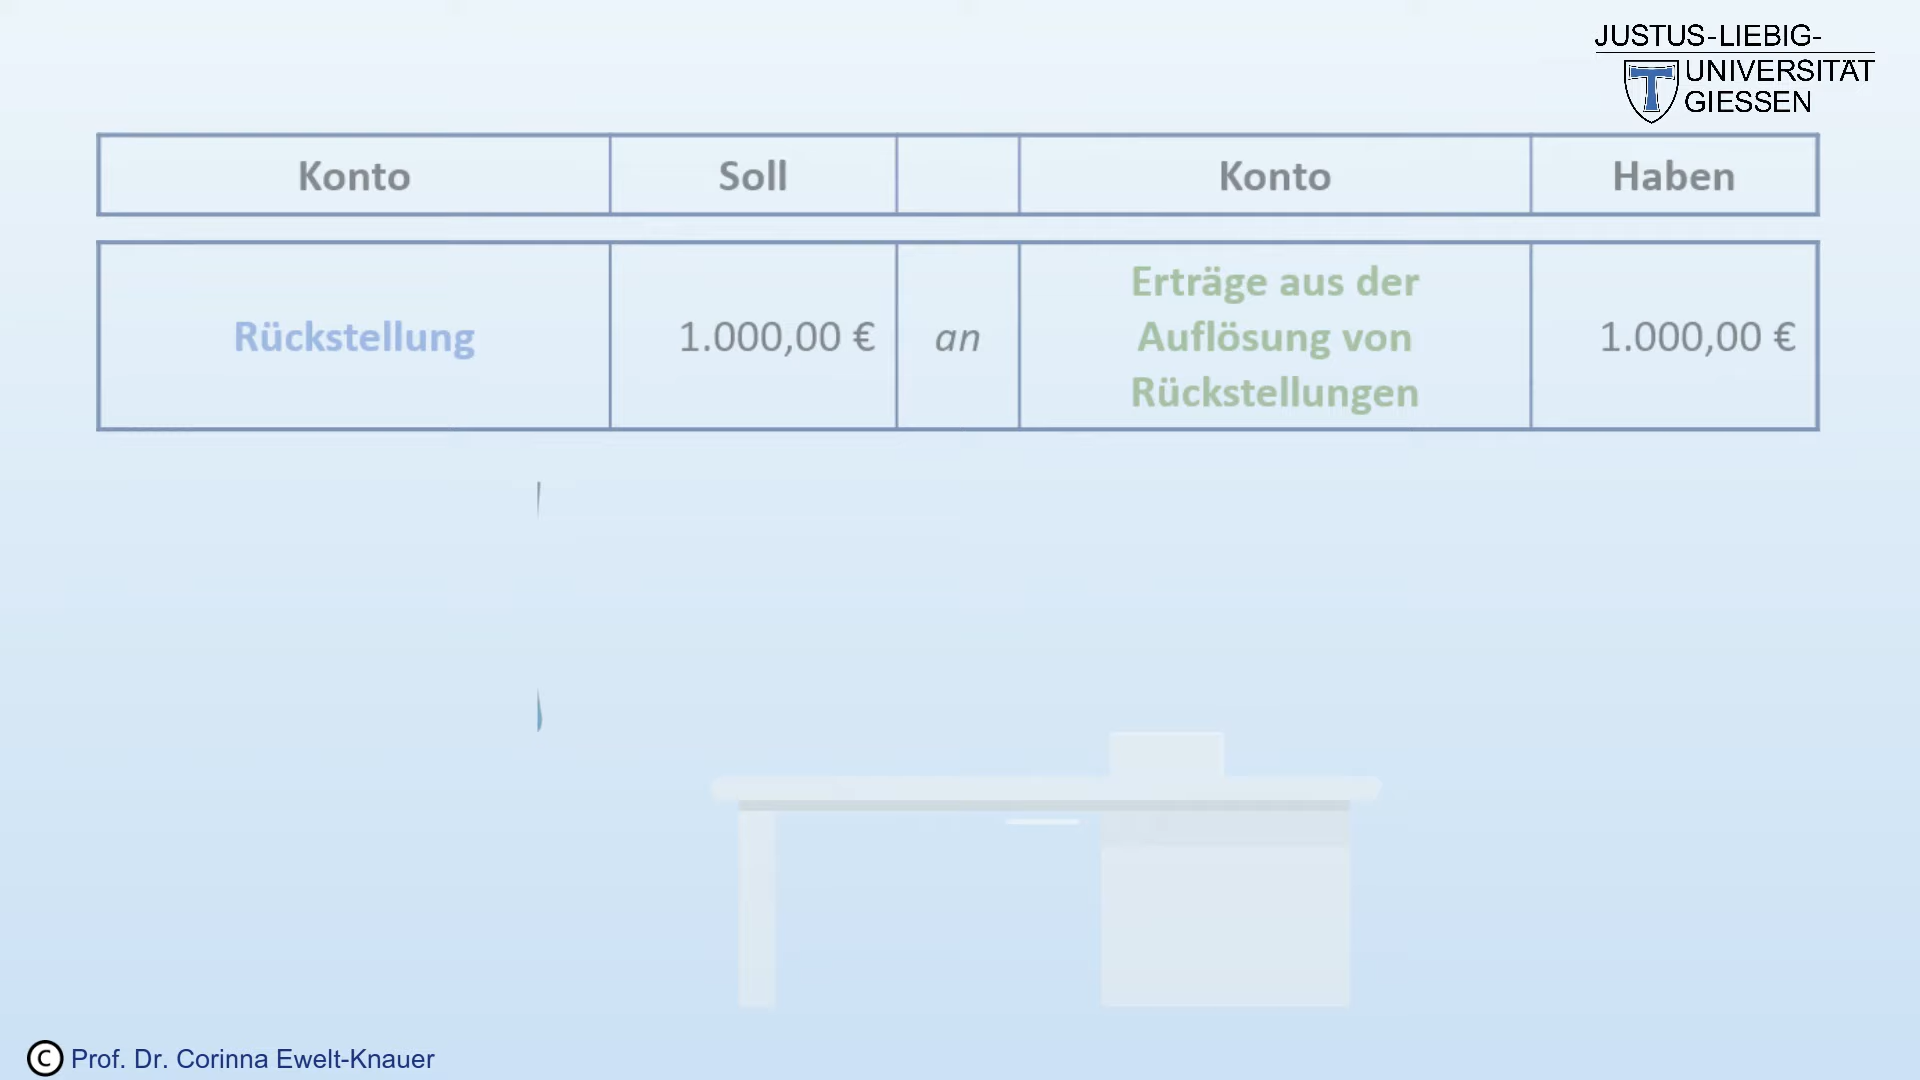 JUSTUS-LIEBIG-
UNIVERSITÄT
GIESSEN
Konto Soll Konto Haben
Rückstellung 1.000,00 € an Erträge aus der Auflösung von Rückstellungen 1.000,00 €
© Prof. Dr. Corinna Ewelt-Knauer